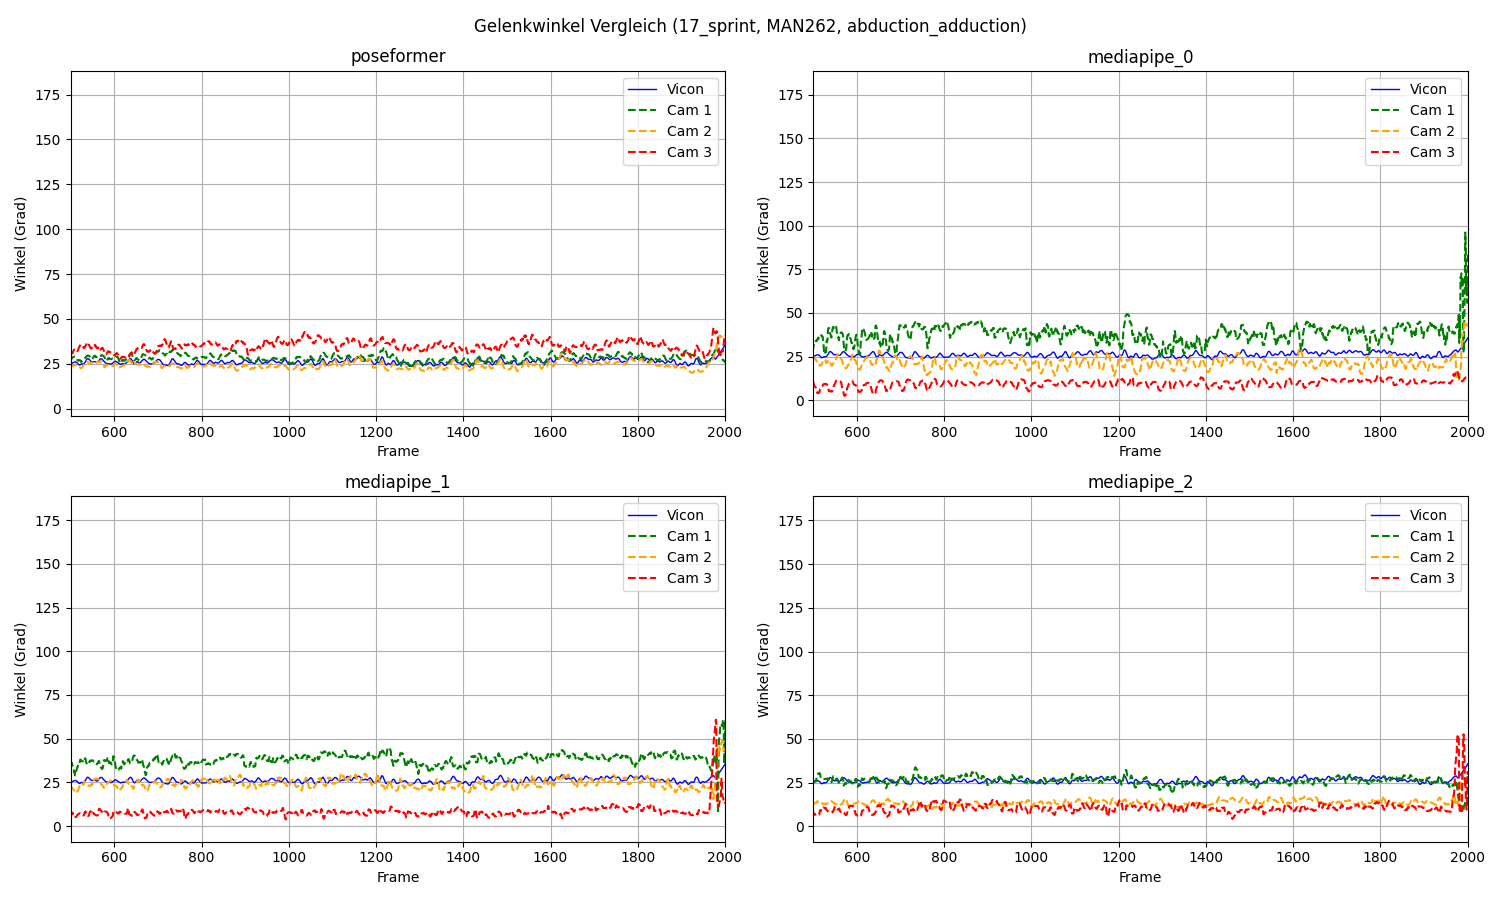 Gelenkwinkel Vergleich (17_sprint, MAN262, abduction_adduction)
poseformer
Winkel (Grad)
175
150
125
100
75
50
25
0
600
800
1000
1200
1400
1600
1800
2000
Frame
Vicon
Cam 1
Cam 2
Cam 3
mediapipe_0
Winkel (Grad)
175
150
125
100
75
50
25
0
600
800
1000
1200
1400
1600
1800
2000
Frame
Vicon
Cam 1
Cam 2
Cam 3
mediapipe_1
Winkel (Grad)
175
150
125
100
75
50
25
0
600
800
1000
1200
1400
1600
1800
2000
Frame
Vicon
Cam 1
Cam 2
Cam 3
mediapipe_2
Winkel (Grad)
175
150
125
100
75
50
25
0
600
800
1000
1200
1400
1600
1800
2000
Frame
Vicon
Cam 1
Cam 2
Cam 3